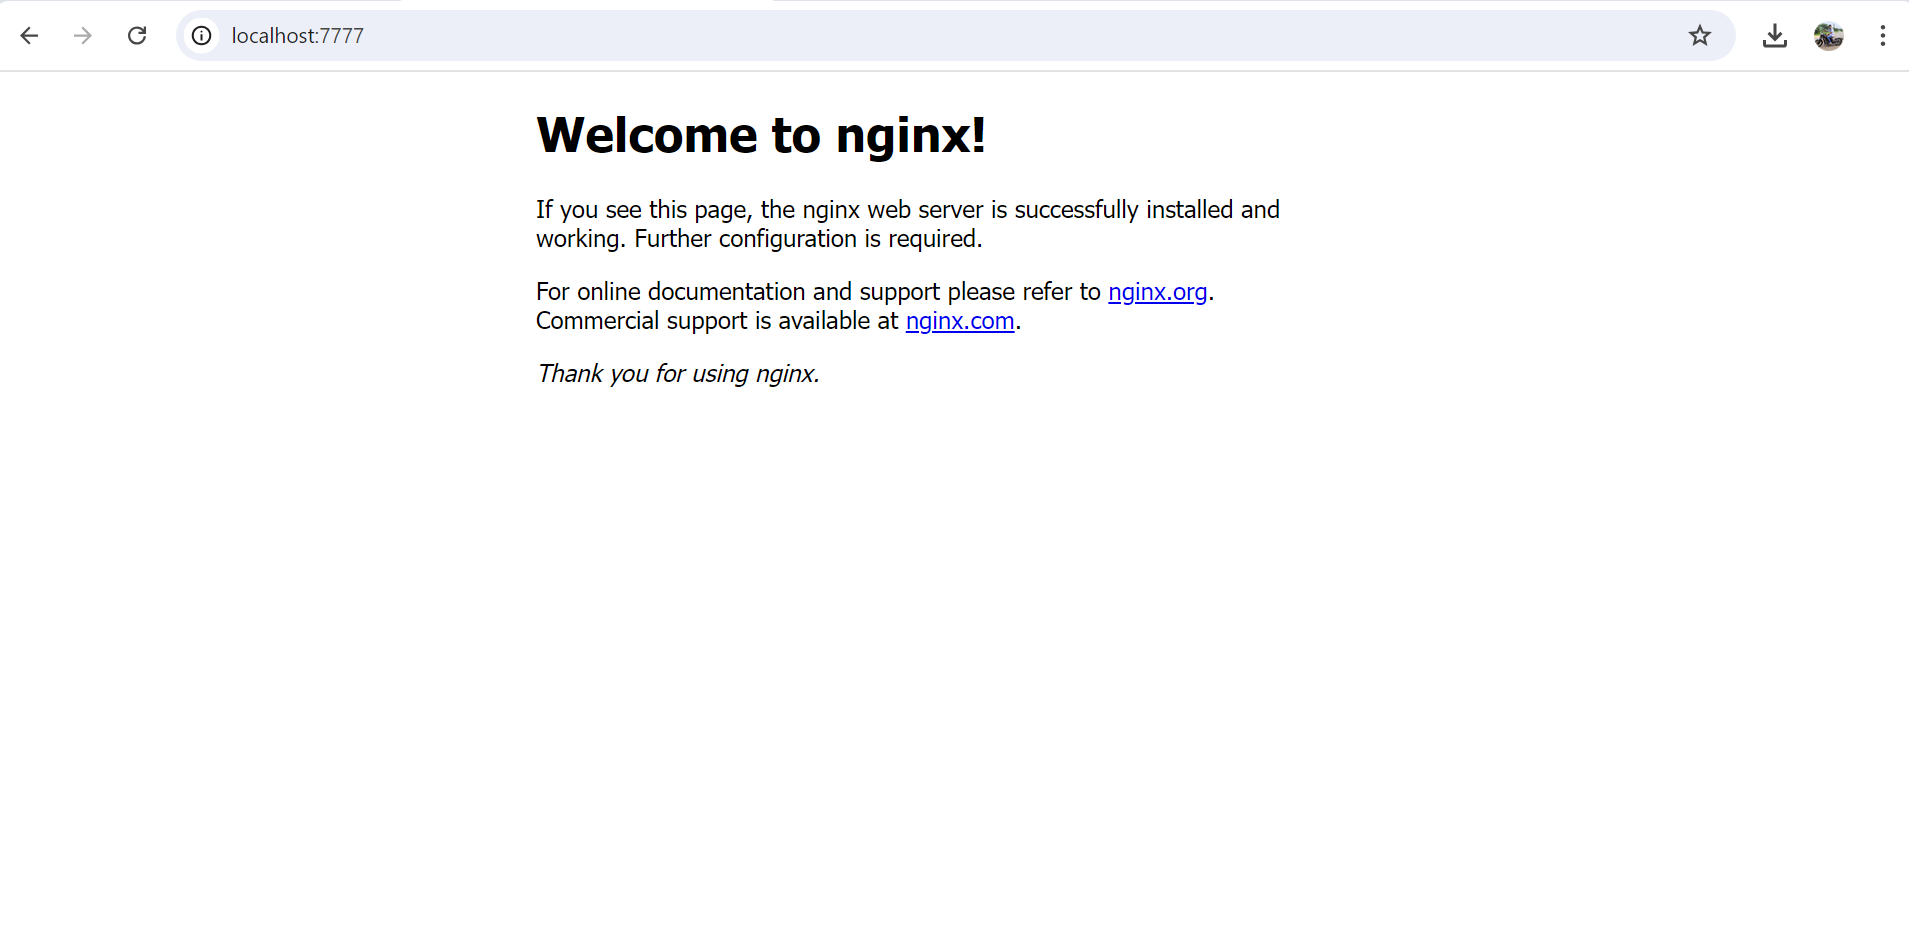 localhost:7777
Welcome to nginx!
If you see this page, the nginx web server is successfully installed and
working. Further configuration is required.
For online documentation and support please refer to nginx.org.
Commercial support is available at nginx.com.
Thank you for using nginx.